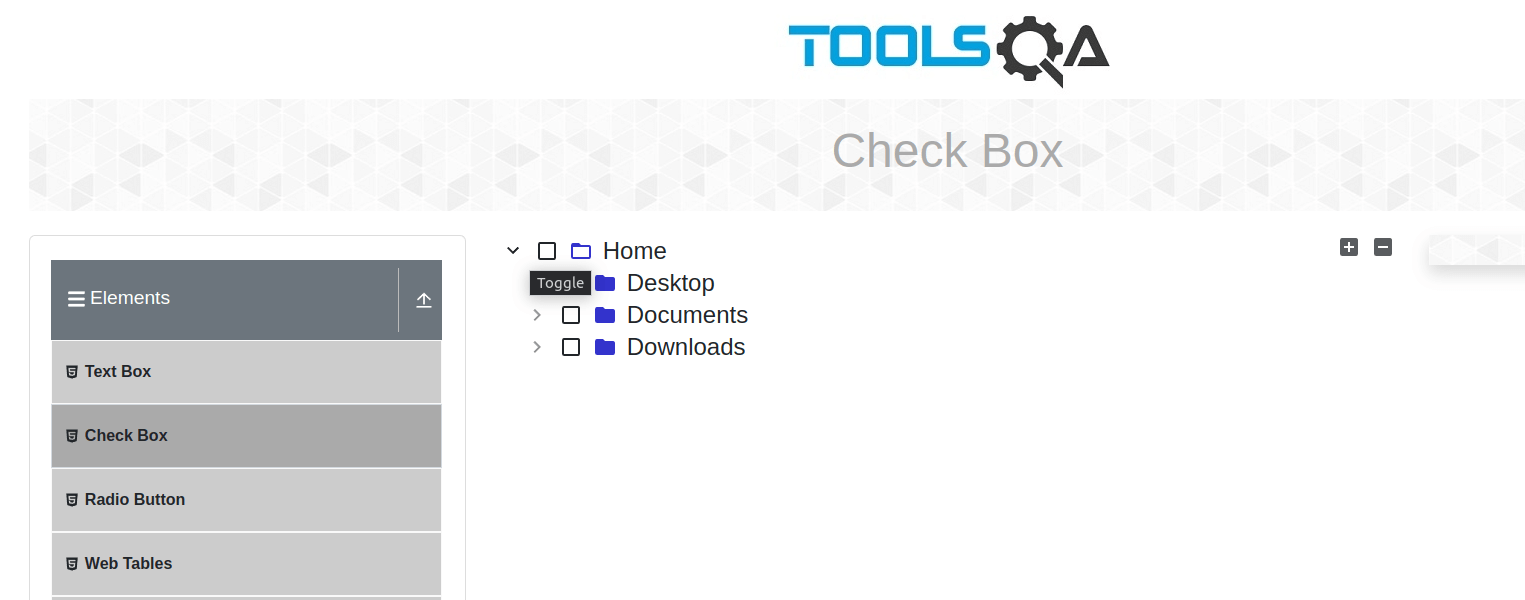 TOOLSQA
Check Box
Elements
Text Box
Check Box
Radio Button
Web Tables
Home
Toggle Desktop
Documents
Downloads